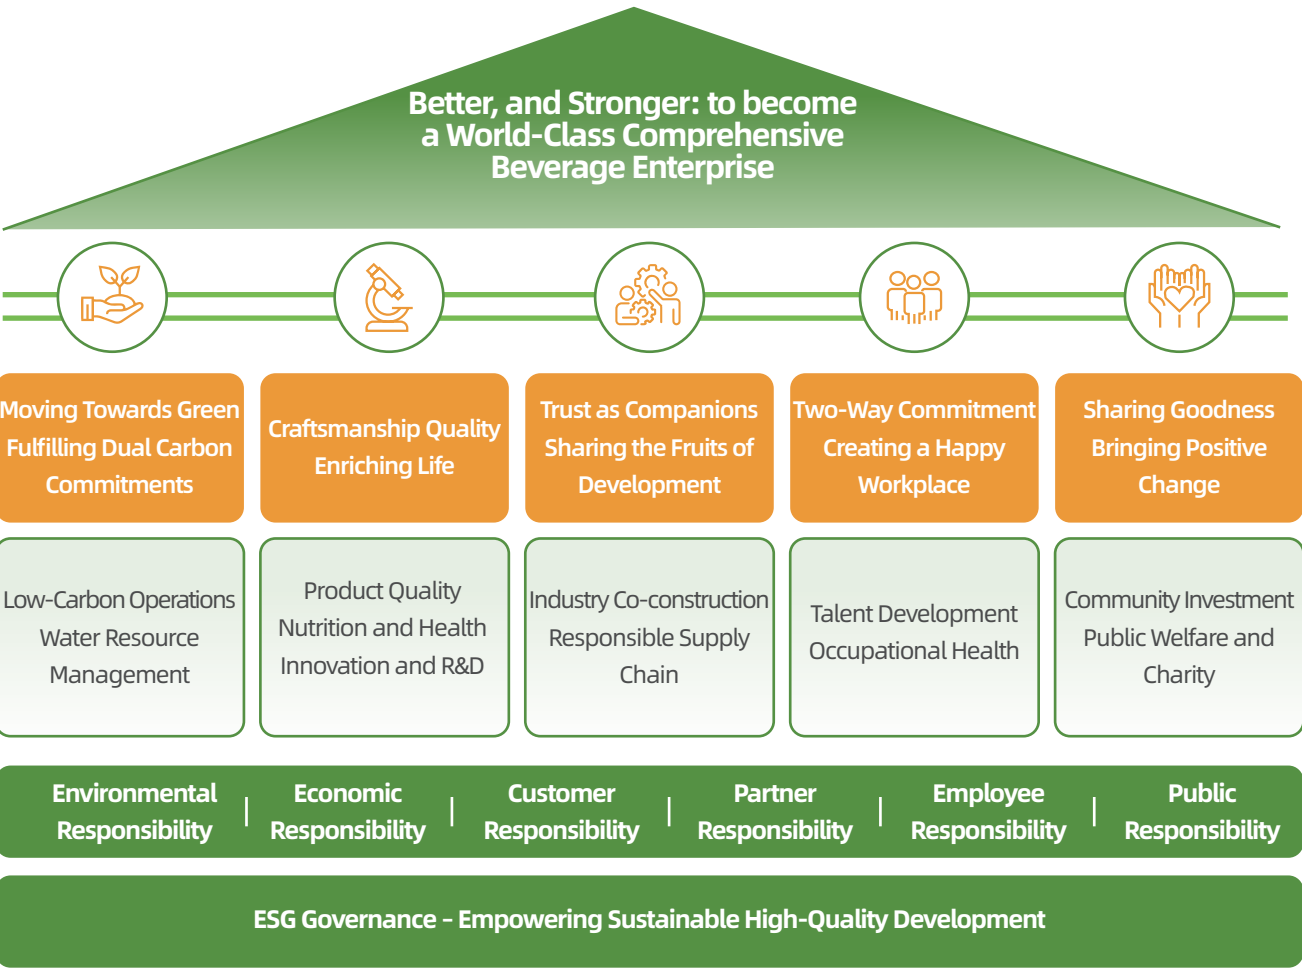 Better, and Stronger: to become
a World-Class Comprehensive
Beverage Enterprise
Moving Towards Green
Fulfilling Dual Carbon
Commitments
Craftsmanship Quality
Enriching Life
Trust as Companions
Sharing the Fruits of
Development
Two-Way Commitment
Creating a Happy
Workplace
Sharing Goodness
Bringing Positive
Change
Low-Carbon Operations
Water Resource
Management
Product Quality
Nutrition and Health
Innovation and R&D
Industry Co-construction
Responsible Supply
Chain
Talent Development
Occupational Health
Community Investment
Public Welfare and
Charity
Environmental
Responsibility
Economic
Responsibility
Customer
Responsibility
Partner
Responsibility
Employee
Responsibility
Public
Responsibility
ESG Governance – Empowering Sustainable High-Quality Development